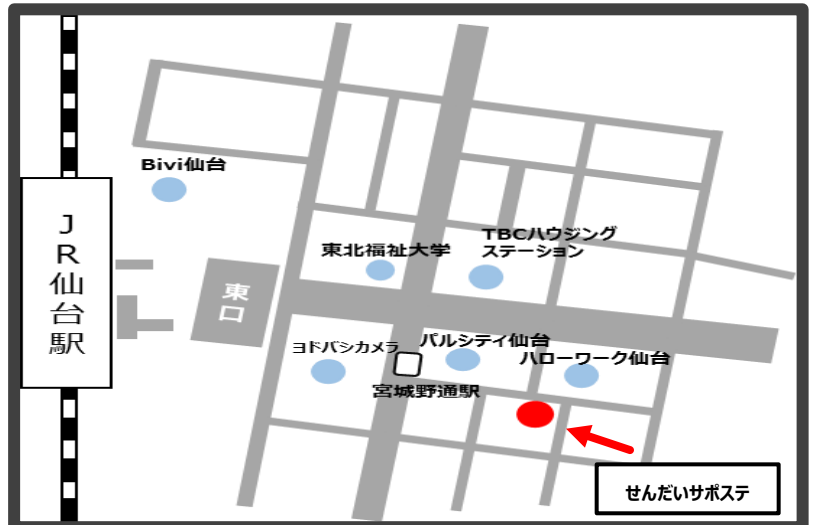 Bivi仙台
JR仙台駅
東口
東北福祉大学
TBCハウジング
ステーション
ヨドバシカメラ
パルシティ仙台
ハローワーク仙台
宮城野通駅
せんだいサポステ